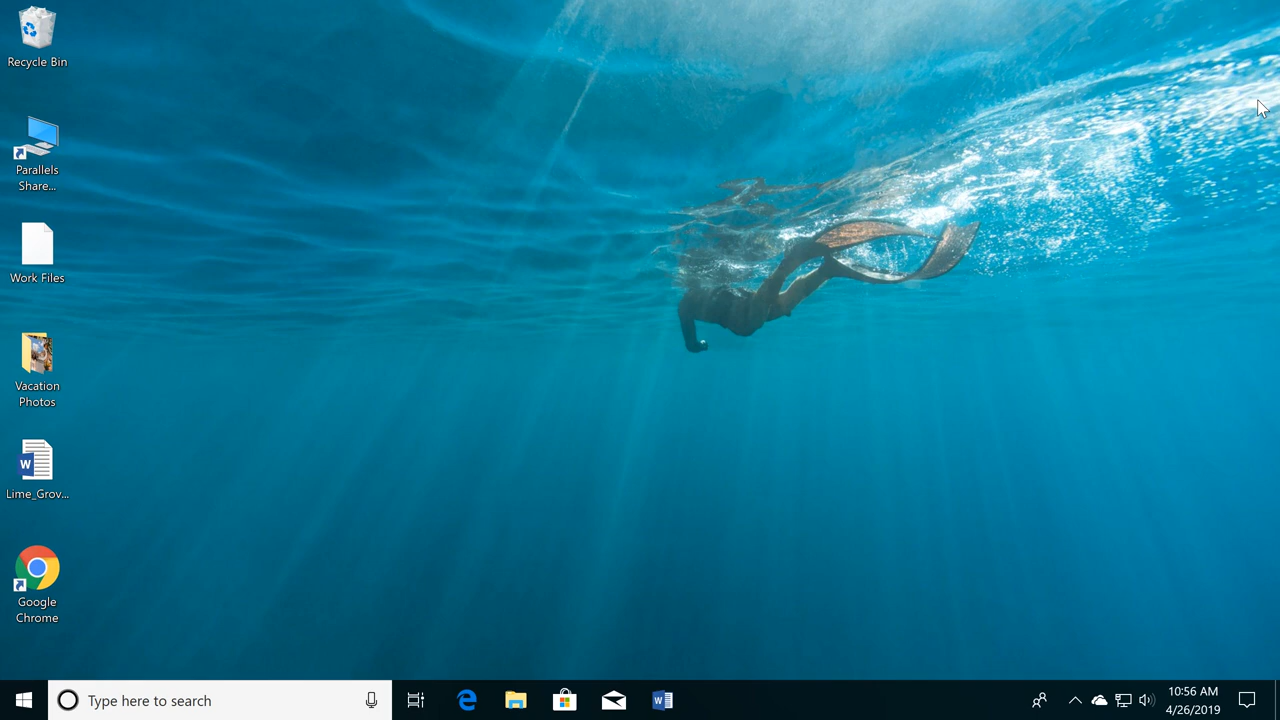 Recycle Bin
Parallels
Share...
Work Files
Vacation
Photos
W
Lime_Grov...
Google
Chrome
Type here to search
W
10:56 AM
4/26/2019